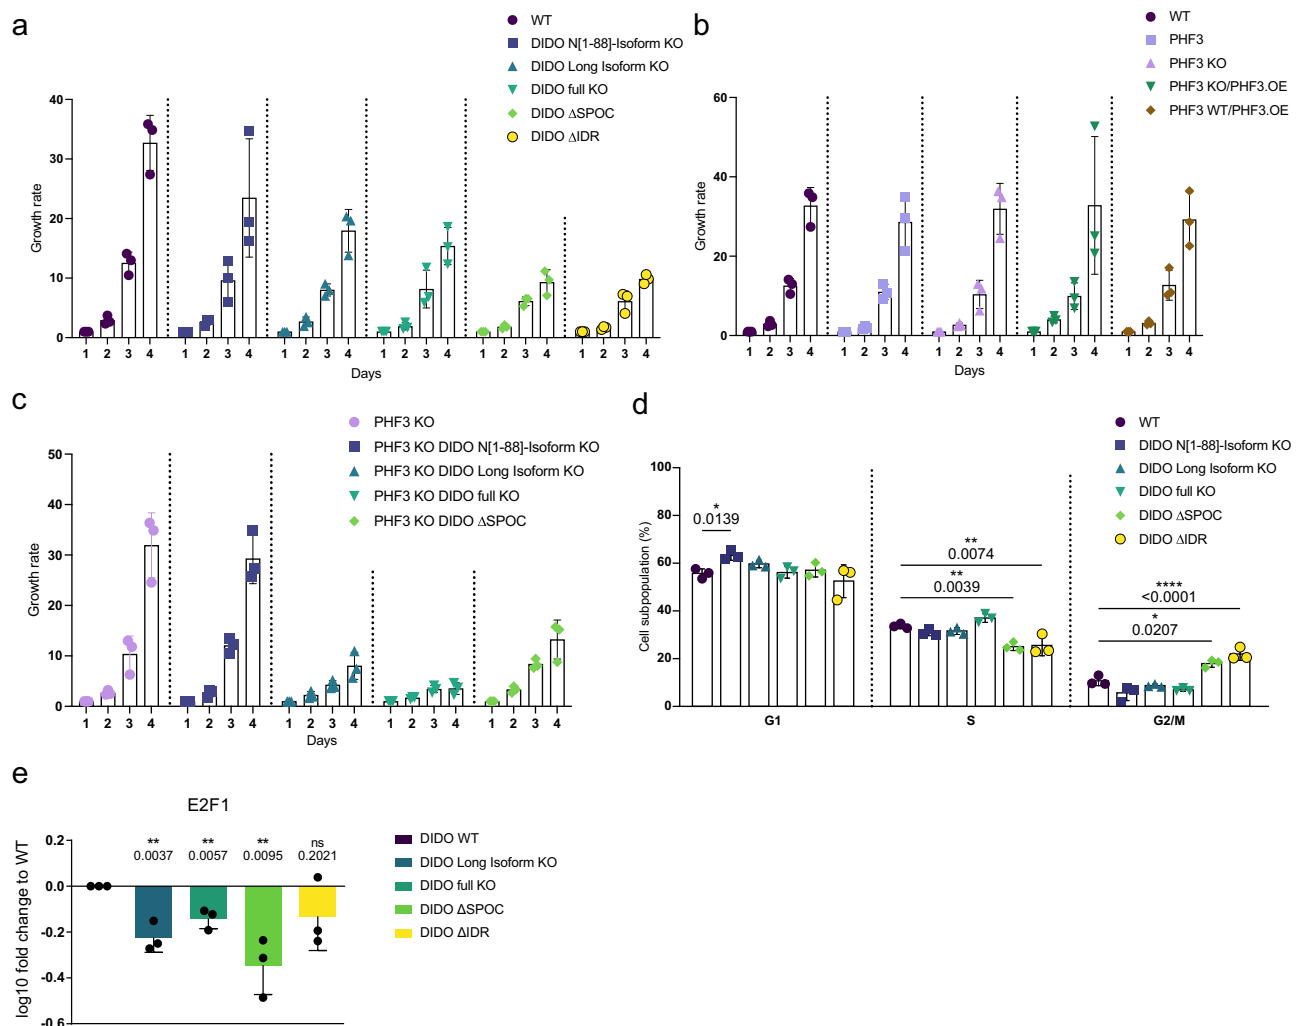 a
WT
DIDO N[1-88]-Isoform KO
DIDO Long Isoform KO
DIDO full KO
DIDO ΔSPOC
DIDO ΔIDR
40
30
20
10
0
Growth rate
1 2 3 4 1 2 3 4 1 2 3 4 1 2 3 4 1 2 3 4 1 2 3 4
Days
b
WT
PHF3
PHF3 KO
PHF3 KO/PHF3.OE
PHF3 WT/PHF3.OE
60
40
20
0
Growth rate
1 2 3 4 1 2 3 4 1 2 3 4 1 2 3 4 1 2 3 4
Days
c
PHF3 KO
PHF3 KO DIDO N[1-88]-Isoform KO
PHF3 KO DIDO Long Isoform KO
PHF3 KO DIDO full KO
PHF3 KO DIDO ΔSPOC
50
40
30
20
10
0
Growth rate
1 2 3 4 1 2 3 4 1 2 3 4 1 2 3 4 1 2 3 4
Days
d
WT
DIDO N[1-88]-Isoform KO
DIDO Long Isoform KO
DIDO full KO
DIDO ΔSPOC
DIDO ΔIDR
100
80
60
40
20
0
Cell subpopulation (%)
*
0.0139
**
0.0074
**
0.0039
****
<0.0001
*
0.0207
G1 S G2/M
e
E2F1
0.2
0.0
-0.2
-0.4
-0.6
log10 fold change to WT
** ** ** ns
0.0037 0.0057 0.0095 0.2021
DIDO WT
DIDO Long Isoform KO
DIDO full KO
DIDO ΔSPOC
DIDO ΔIDR